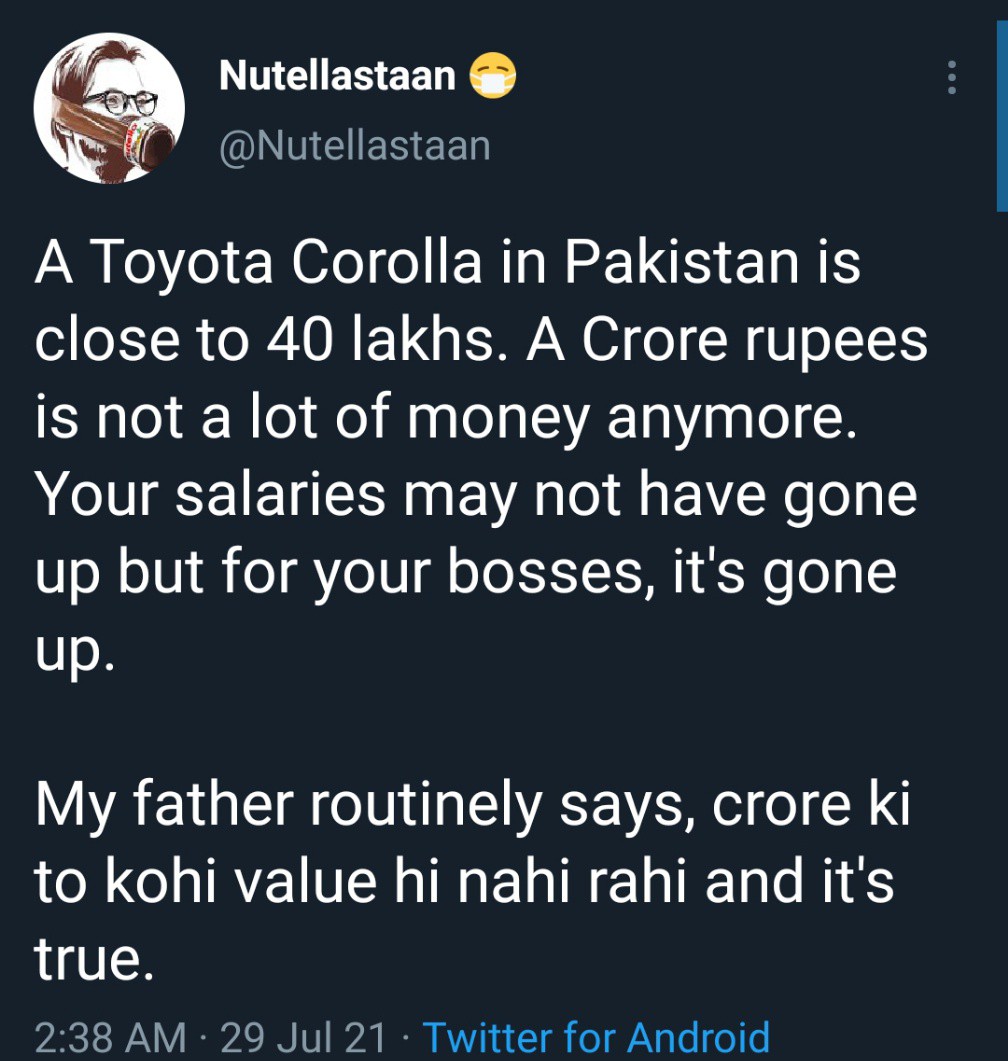 Nutellastaan 😷
@Nutellastaan
A Toyota Corolla in Pakistan is
close to 40 lakhs. A Crore rupees
is not a lot of money anymore.
Your salaries may not have gone
up but for your bosses, it's gone
up.
My father routinely says, crore ki
to kohi value hi nahi rahi and it's
true.
2:38 AM · 29 Jul 21 · Twitter for Android